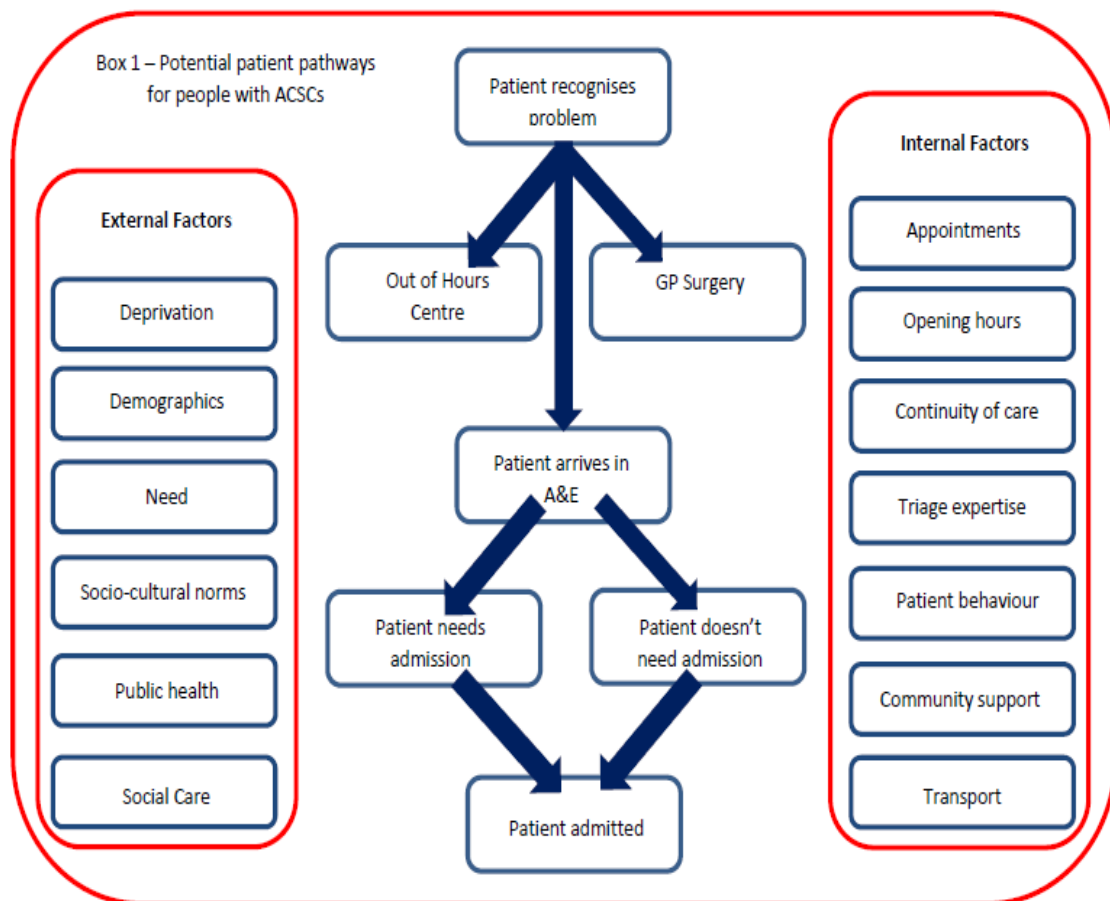 Box 1 – Potential patient pathways
for people with ACSCs
Patient recognises
problem
Out of Hours
Centre
GP Surgery
Patient arrives in
A&E
Patient needs
admission
Patient doesn't
need admission
Patient admitted
External Factors
Deprivation
Demographics
Need
Socio-cultural norms
Public health
Social Care
Internal Factors
Appointments
Opening hours
Continuity of care
Triage expertise
Patient behaviour
Community support
Transport